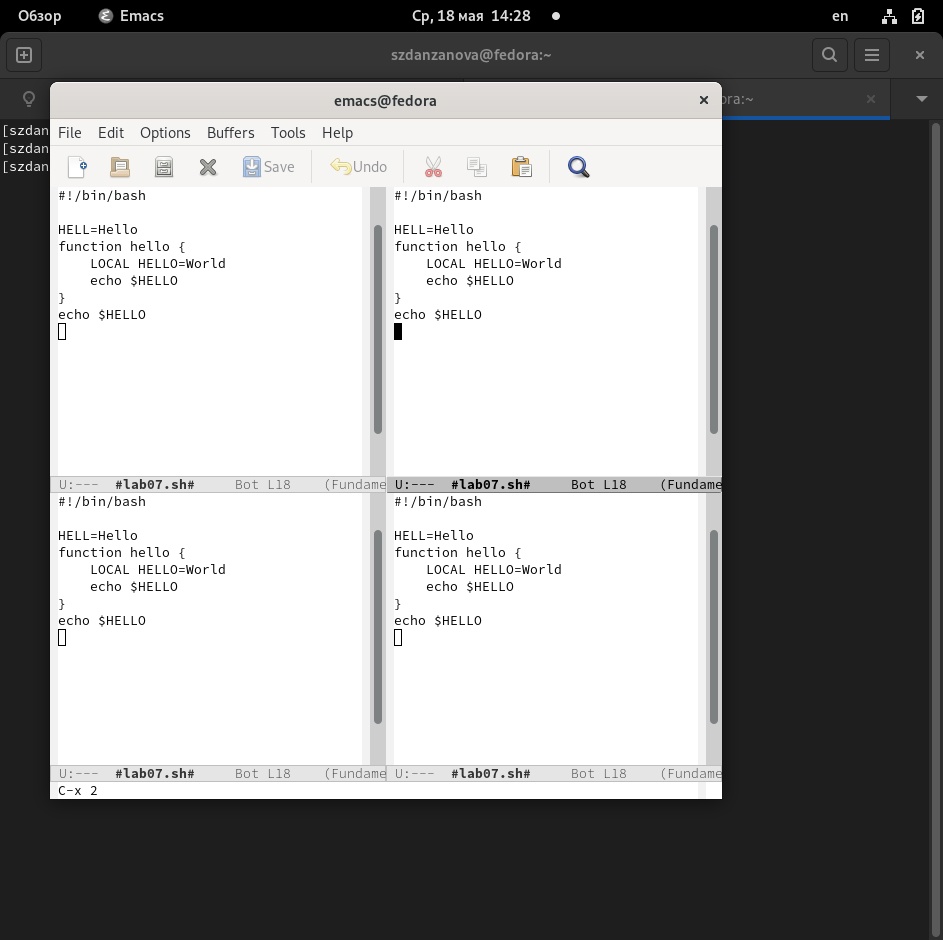 Обзор Emacs Ср, 18 мая 14:28 en
szdanzanova@fedora:~
ora:~
[szdan
[szdan
[szdan
emacs@fedora
File Edit Options Buffers Tools Help
Save Undo
#!/bin/bash
HELL=Hello
function hello {
LOCAL HELLO=World
echo $HELLO
}
echo $HELLO
U:--- #lab07.sh# Bot L18 (Fundame
#!/bin/bash
HELL=Hello
function hello {
LOCAL HELLO=World
echo $HELLO
}
echo $HELLO
U:--- #lab07.sh# Bot L18 (Fundame
#!/bin/bash
HELL=Hello
function hello {
LOCAL HELLO=World
echo $HELLO
}
echo $HELLO
U:--- #lab07.sh# Bot L18 (Fundame
#!/bin/bash
HELL=Hello
function hello {
LOCAL HELLO=World
echo $HELLO
}
echo $HELLO
U:--- #lab07.sh# Bot L18 (Fundame
C-x 2